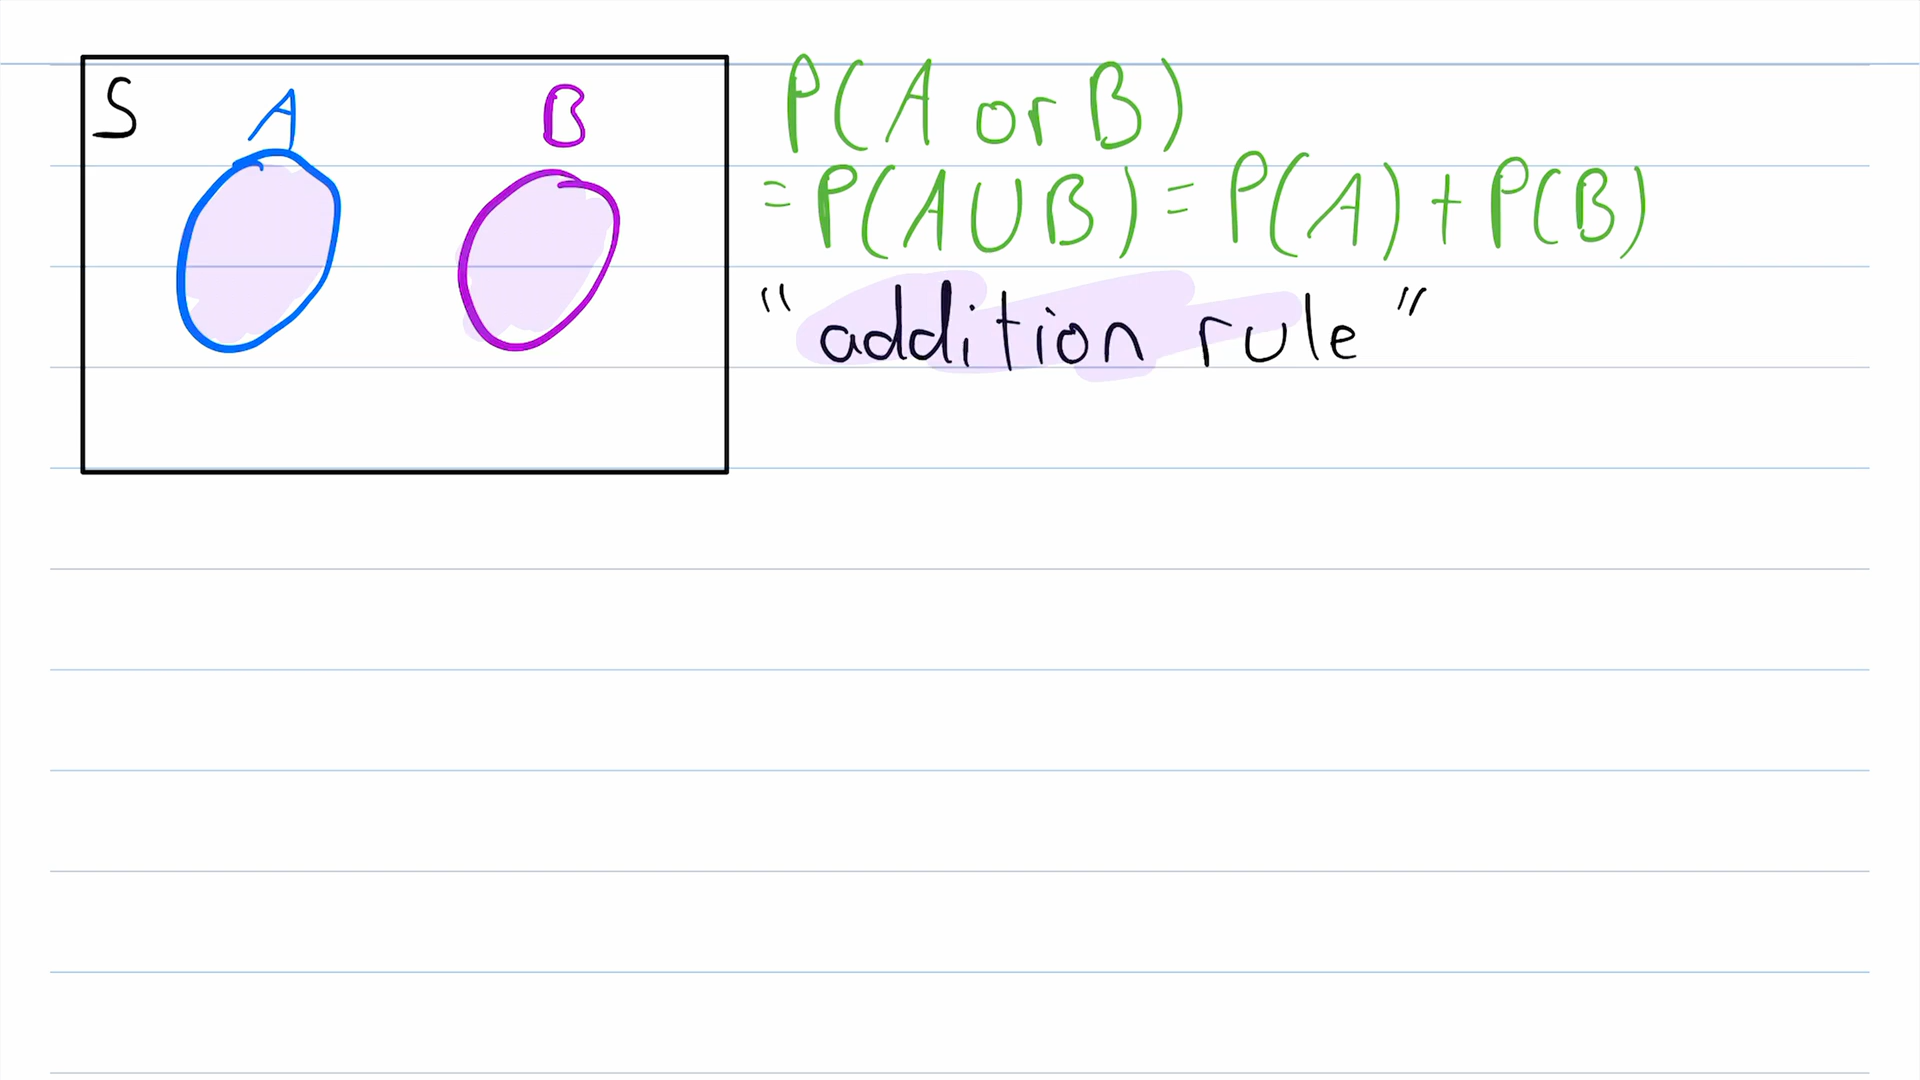 S A B
P(A or B)
= P(A∪B) = P(A) + P(B)
"addition rule"